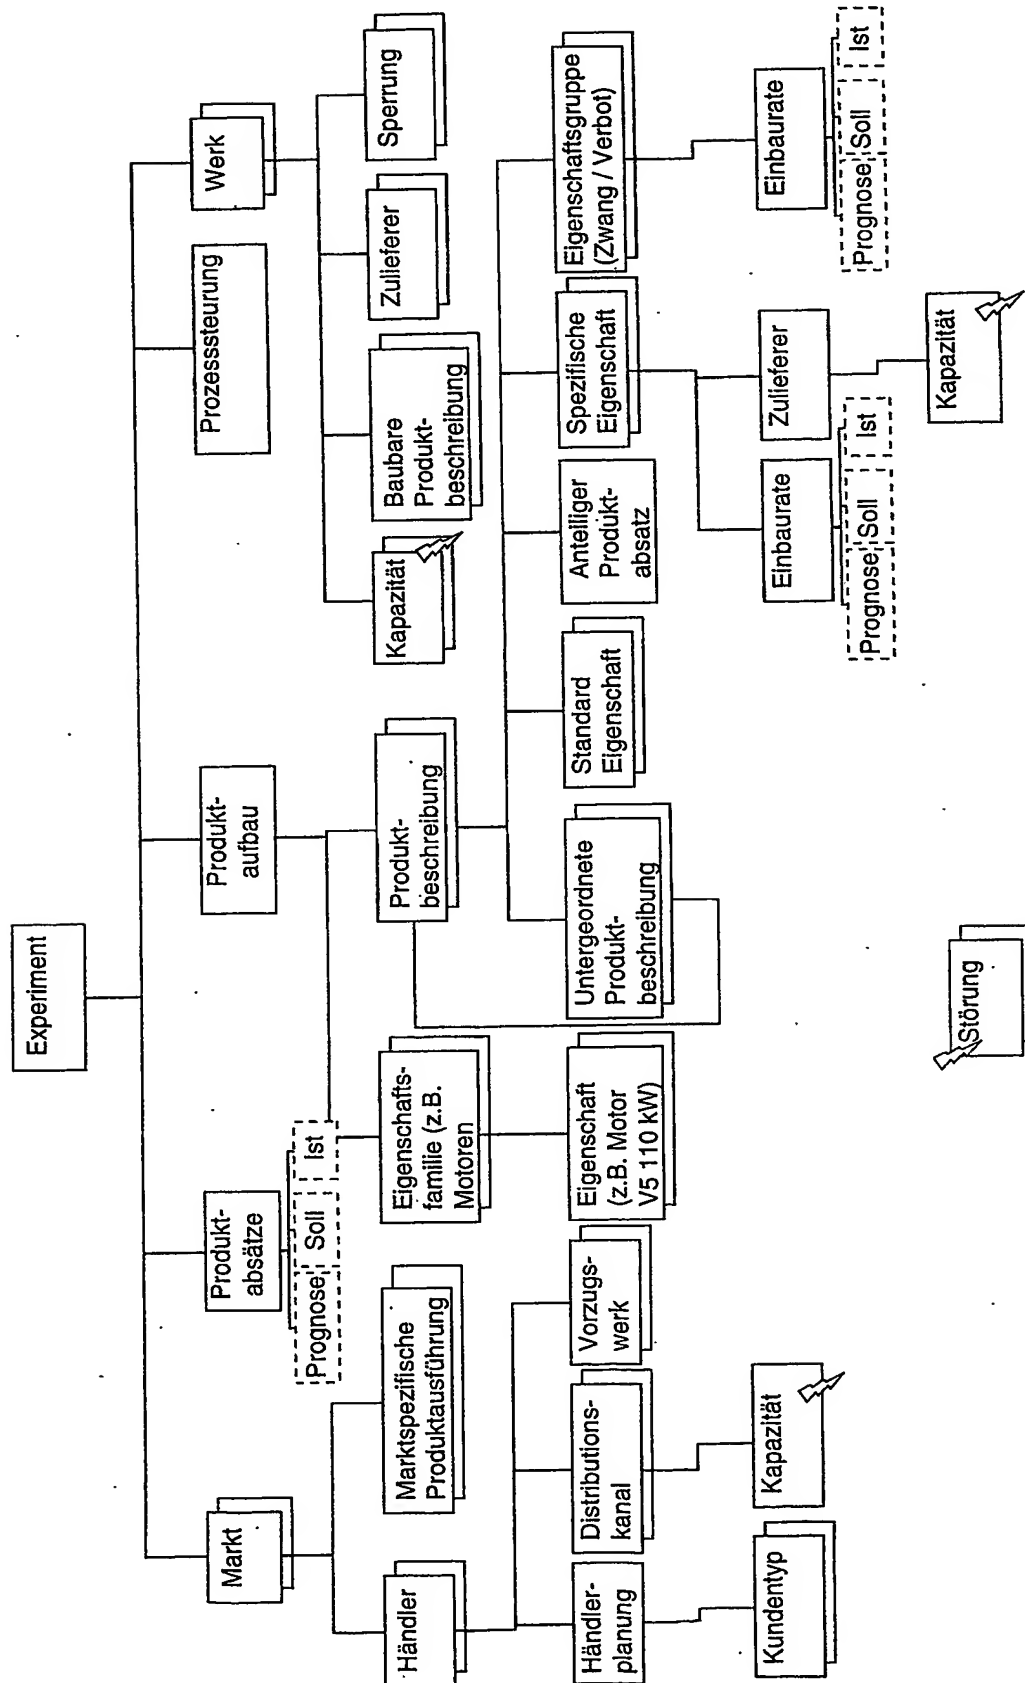 Experiment
Markt
Produkt-
absätze
Prognose
Soll
Ist
Produkt-
aufbau
Prozesssteurung
Werk
Händler
Marktspezifische
Produktausführung
Eigenschafts-
familie (z.B.
Motoren
Produkt-
beschreibung
Kapazität
Baubare
Produkt-
beschreibung
Zulieferer
Sperrung
Händler-
planung
Distributions-
kanal
Vorzugs-
werk
Eigenschaft
(z.B. Motor
V5 110 kW)
Untergeordnete
Produkt-
beschreibung
Standard
Eigenschaft
Anteiliger
Produkt-
absatz
Spezifische
Eigenschaft
Eigenschaftsgruppe
(Zwang / Verbot)
Kundentyp
Kapazität
Einbaurate
Prognose
Soll
Ist
Zulieferer
Einbaurate
Prognose
Soll
Ist
Störung
Kapazität